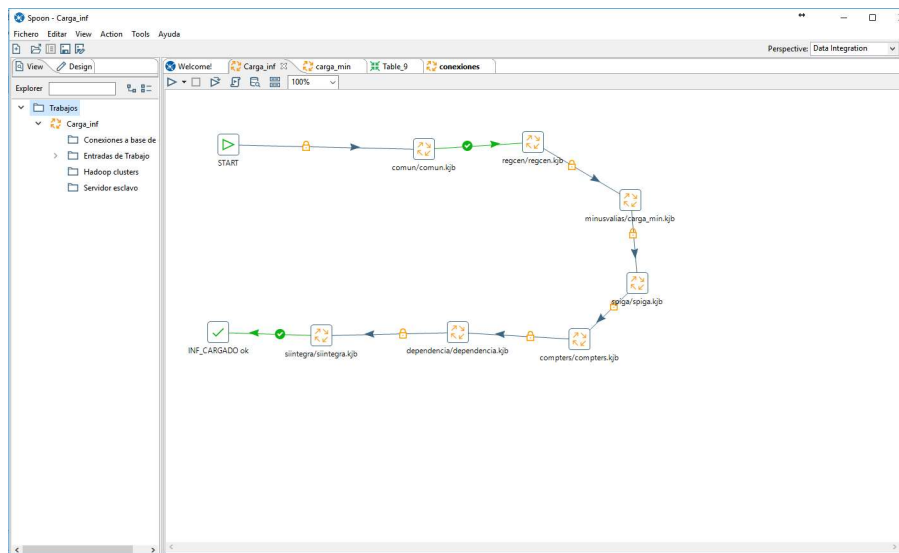 Spoon - Carga_inf
Fichero Editar View Action Tools Ayuda
Perspective: Data Integration
View Design
Welcome! Carga_inf carga_min Table_9 conexiones
Explorer
100%
Trabajos
Carga_inf
Conexiones a base de
Entradas de Trabajo
Hadoop clusters
Servidor esclavo
START
comun/comun.kjb
regcen/regcen.kjb
minusvalias/carga_min.kjb
spiga/spiga.kjb
INF_CARGADO ok
siintegra/siintegra.kjb
dependencia/dependencia.kjb
compters/compters.kjb